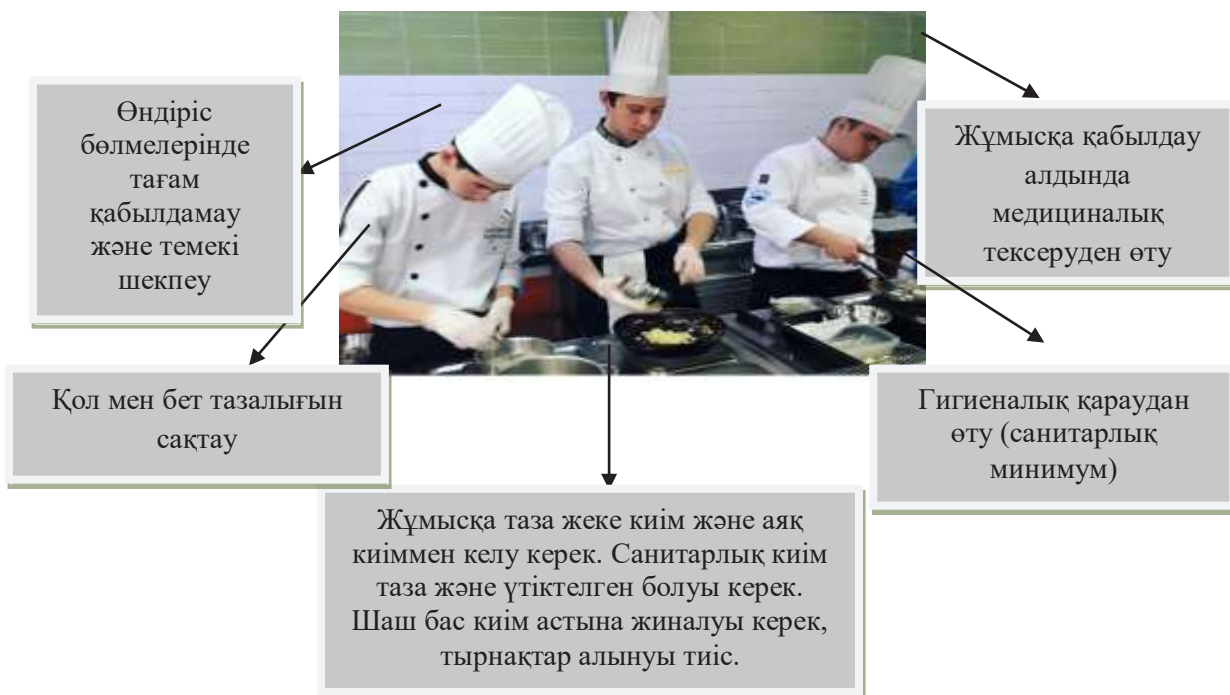 Өндіріс
бөлмелерінде
тағам
қабылдамау
және темекі
шекпеу
Жұмысқа қабылдау
алдында
медициналық
тексеруден өту
Қол мен бет тазалығын
сақтау
Гигиеналық қараудан
өту (санитарлық
минимум)
Жұмысқа таза жеке киім және аяқ
киіммен келу керек. Санитарлық киім
таза және үтіктелген болуы керек.
Шаш бас киім астына жиналуы керек,
тырнақтар алынуы тиіс.